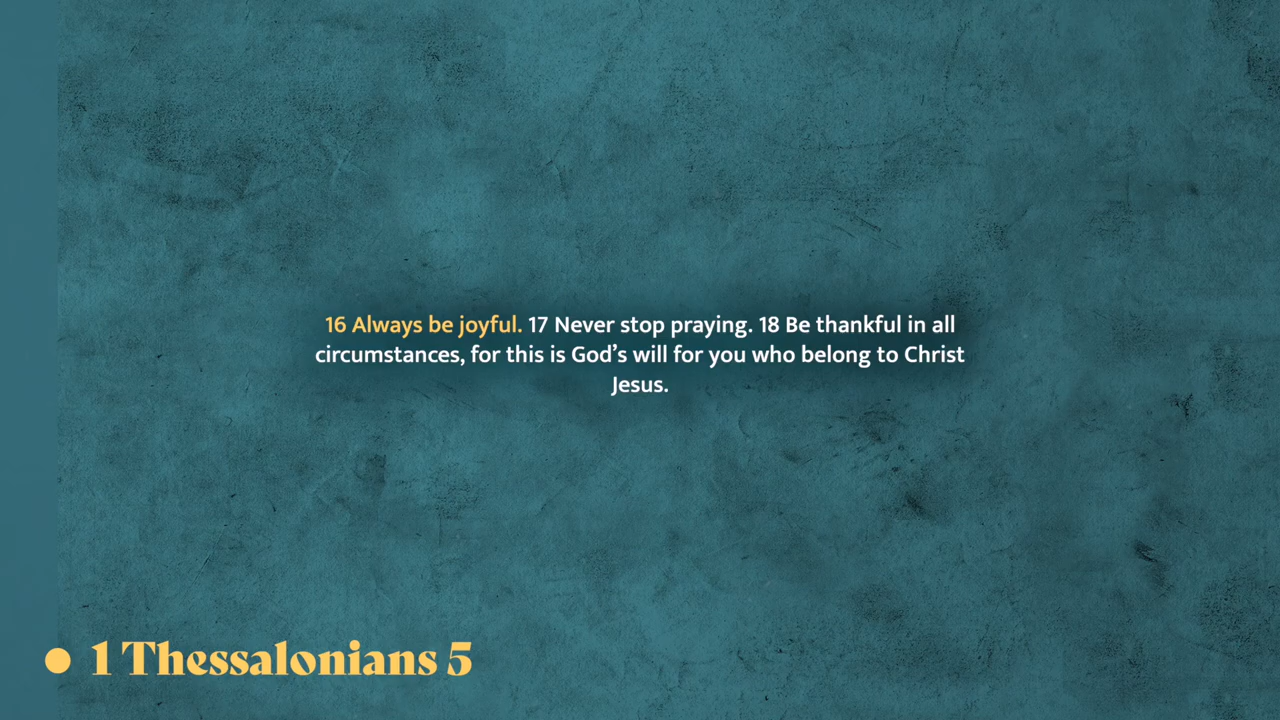 16 Always be joyful. 17 Never stop praying. 18 Be thankful in all
circumstances, for this is God’s will for you who belong to Christ
Jesus.
1 Thessalonians 5